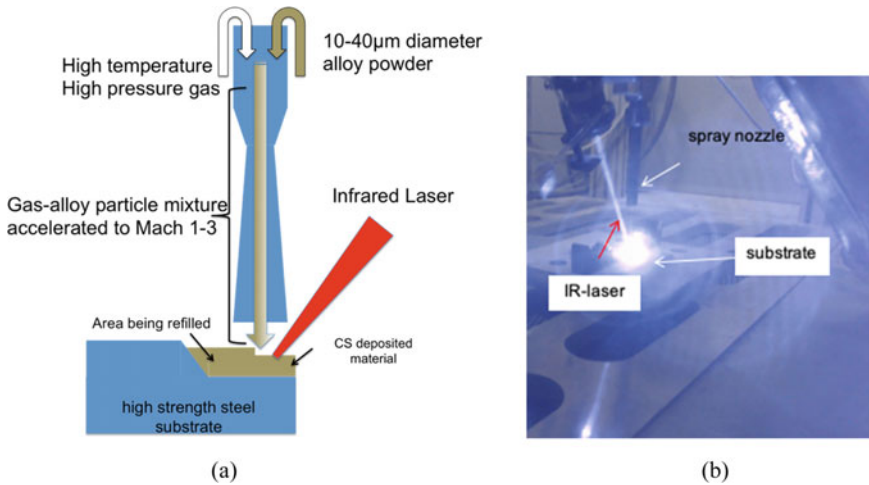 High temperature
High pressure gas
10-40µm diameter
alloy powder
Gas-alloy particle mixture
accelerated to Mach 1-3
Infrared Laser
Area being refilled
CS deposited
material
high strength steel
substrate
(a)
spray nozzle
substrate
IR-laser
(b)